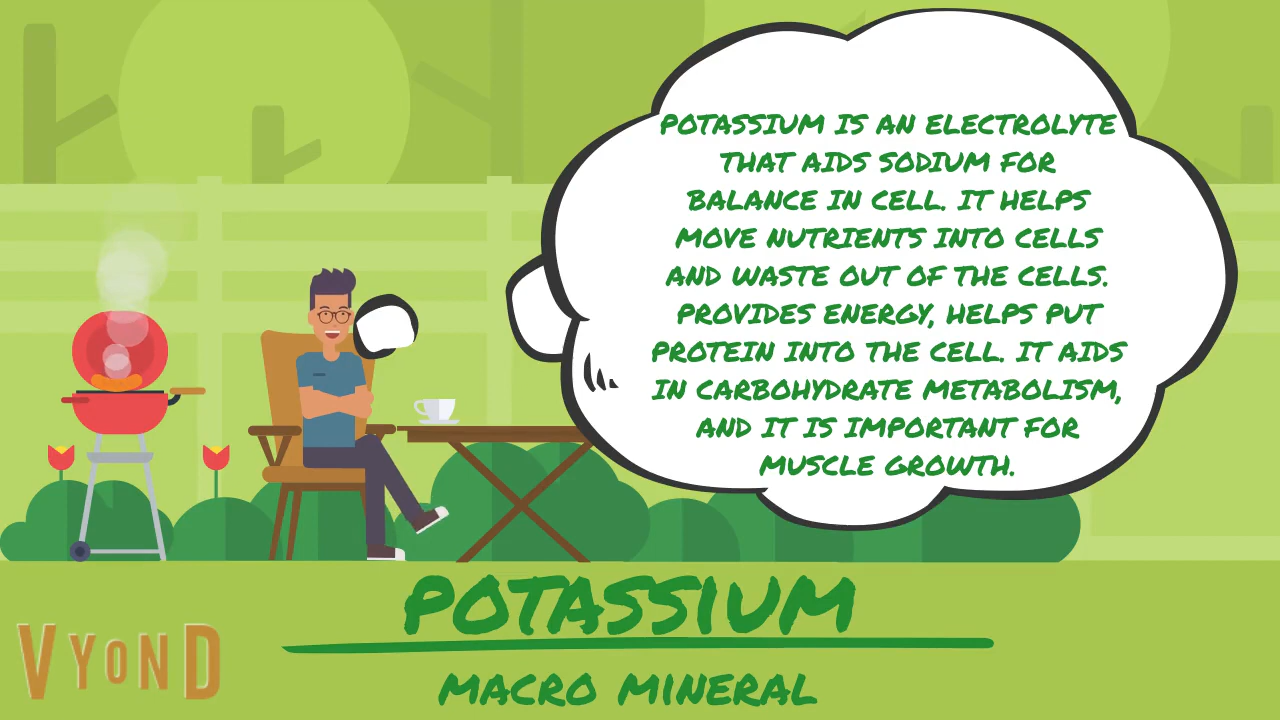 POTASSIUM IS AN ELECTROLYTE
THAT AIDS SODIUM FOR
BALANCE IN CELL. IT HELPS
MOVE NUTRIENTS INTO CELLS
AND WASTE OUT OF THE CELLS.
PROVIDES ENERGY, HELPS PUT
PROTEIN INTO THE CELL. IT AIDS
IN CARBOHYDRATE METABOLISM,
AND IT IS IMPORTANT FOR
MUSCLE GROWTH.
POTASSIUM
MACRO MINERAL
VYOND